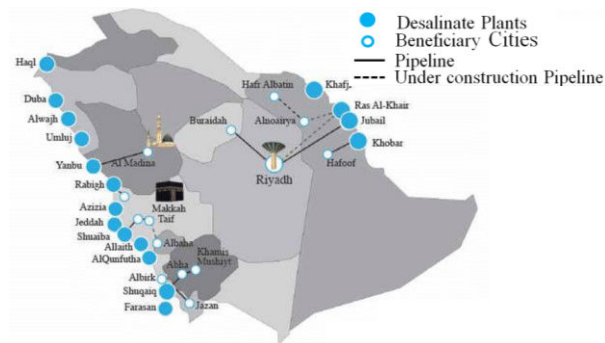 Desalinate Plants
Beneficiary Cities
Pipeline
Under construction Pipeline
Haql
Duba
Alwajh
Umluj
Yanbu
Al Madina
Rabigh
Azizia
Jeddah
Shuaiba
Allaith
AlQunfutha
Albirk
Shuqaiq
Farasan
Makkah
Taif
Albaha
Khamis
Mushiyt
Abha
Jazan
Buraidah
Riyadh
Hafr Albatin
Alnoairya
Khafj.
Ras Al-Khair
Jubail
Khobar
Hafoof